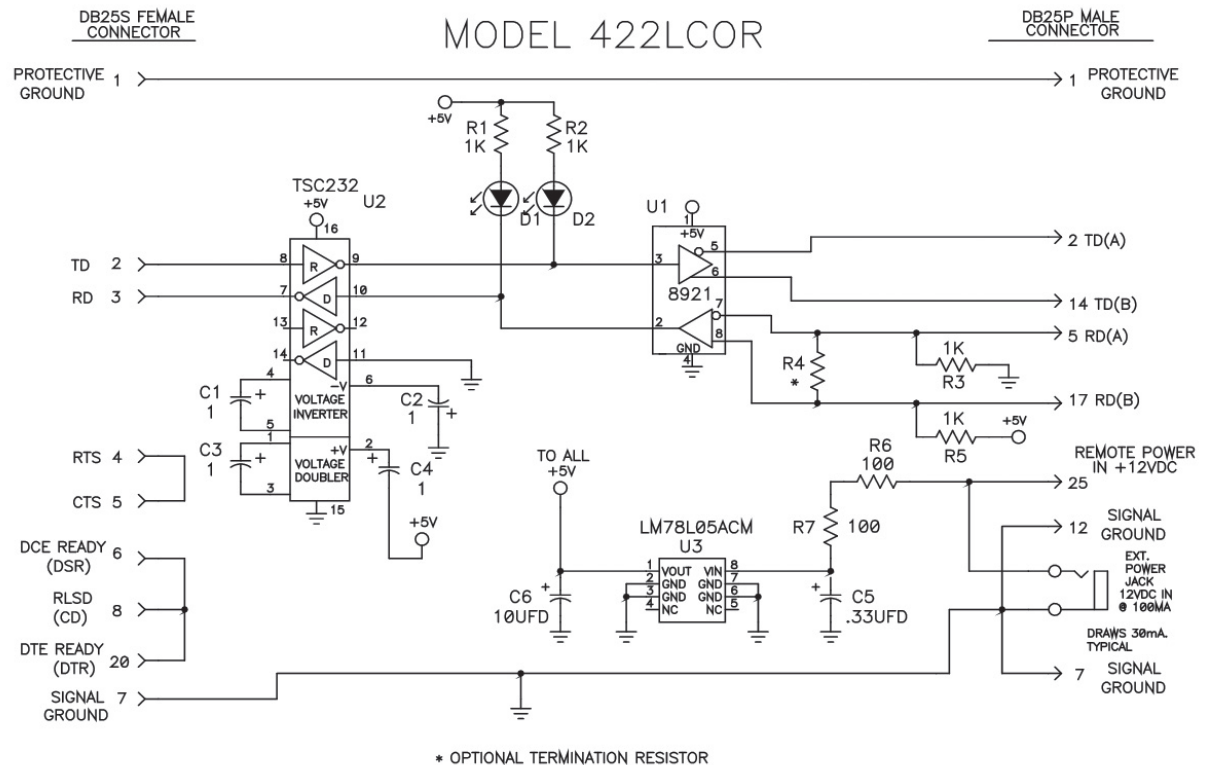 DB25S FEMALE
CONNECTOR
MODEL 422LCOR
DB25P MALE
CONNECTOR
PROTECTIVE
GROUND
1
1
PROTECTIVE
GROUND
+5V
R1
1K
R2
1K
D1
D2
TSC232
+5V
U2
16
TD 2
8
R
9
RD 3
7
D
10
13
R
12
14
D
11
4
-V
6
C1
1
+
VOLTAGE
INVERTER
5
C2
1
+
1
+V
2
C3
1
+
VOLTAGE
DOUBLER
3
+
C4
1
15
+5V
U1
1
+5V
3
5
6
8921
2
7
8
GND
4
2 TD(A)
14 TD(B)
5 RD(A)
R4
*
1K
R3
17 RD(B)
1K
R5
+5V
RTS 4
CTS 5
DCE READY
(DSR)
6
RLSD
(CD)
8
DTE READY
(DTR)
20
SIGNAL
GROUND
7
TO ALL
+5V
+
C6
10UFD
LM78L05ACM
U3
1
VOUT
VIN
8
2
GND
GND
7
3
GND
GND
6
4
NC
NC
5
R6
100
R7 100
+
C5
.33UFD
REMOTE POWER
IN +12VDC
25
12
SIGNAL
GROUND
EXT.
POWER
JACK
12VDC IN
@ 100MA
DRAWS 30mA.
TYPICAL
7
SIGNAL
GROUND
* OPTIONAL TERMINATION RESISTOR